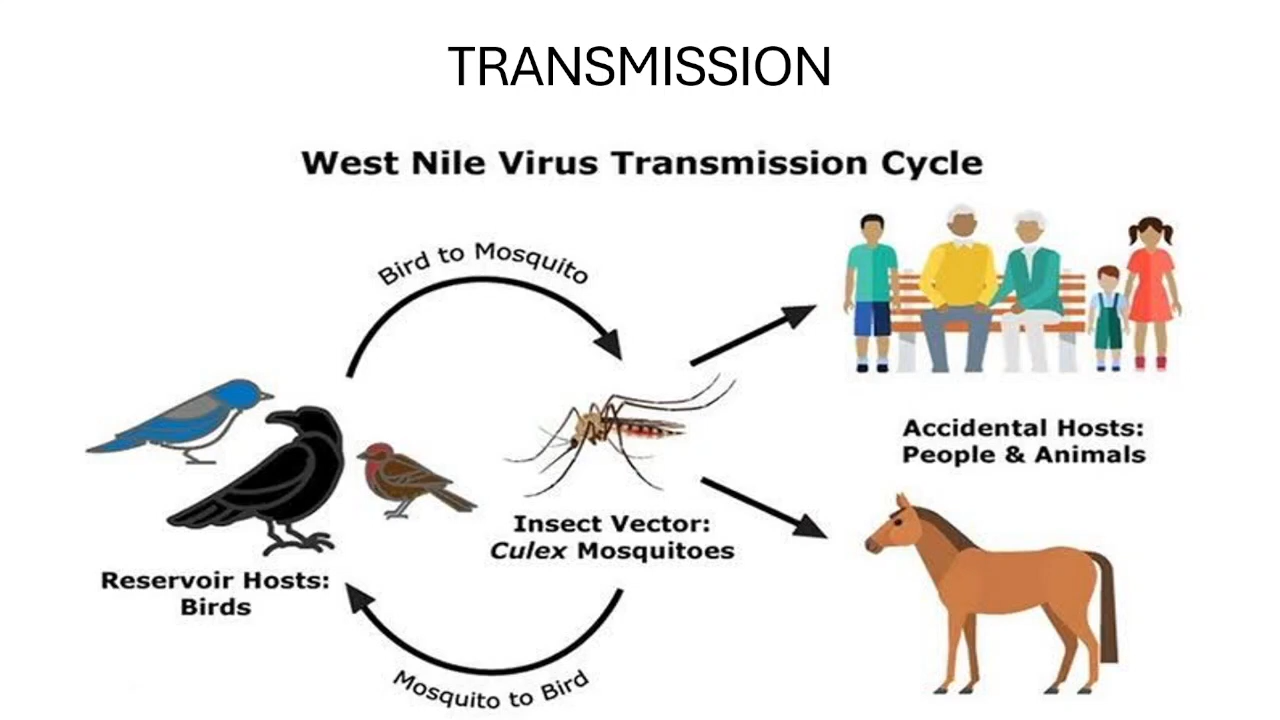 TRANSMISSION
West Nile Virus Transmission Cycle
Bird to Mosquito
Accidental Hosts:
People & Animals
Insect Vector:
Culex Mosquitoes
Reservoir Hosts:
Birds
Mosquito to Bird